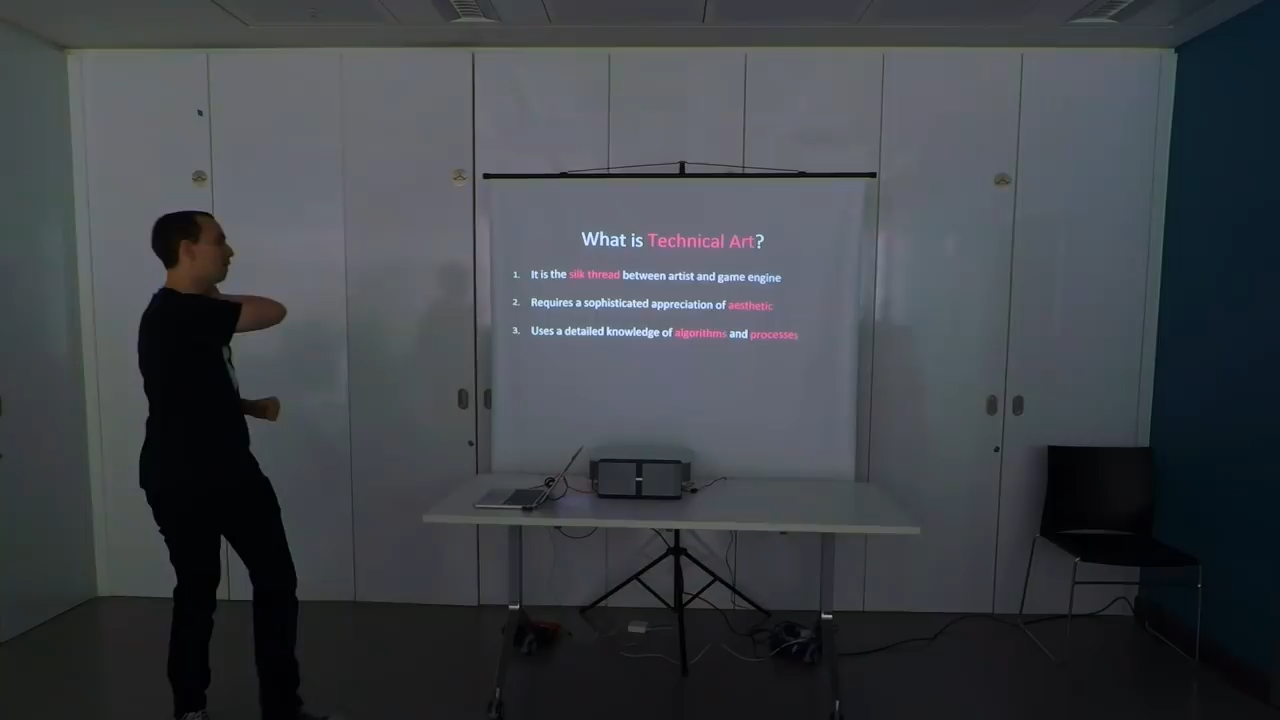 What is Technical Art?
1. It is the silk thread between artist and game engine
2. Requires a sophisticated appreciation of aesthetic
3. Uses a detailed knowledge of algorithms and processes